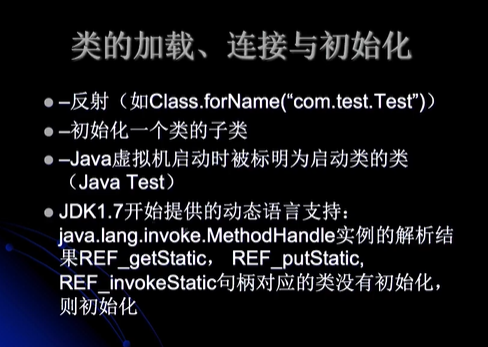 类的加载、连接与初始化
–反射（如Class.forName(“com.test.Test”)）
–初始化一个类的子类
–Java虚拟机启动时被标明为启动类的类
（Java Test）
JDK1.7开始提供的动态语言支持：
java.lang.invoke.MethodHandle实例的解析结
果REF_getStatic， REF_putStatic,
REF_invokeStatic句柄对应的类没有初始化，
则初始化